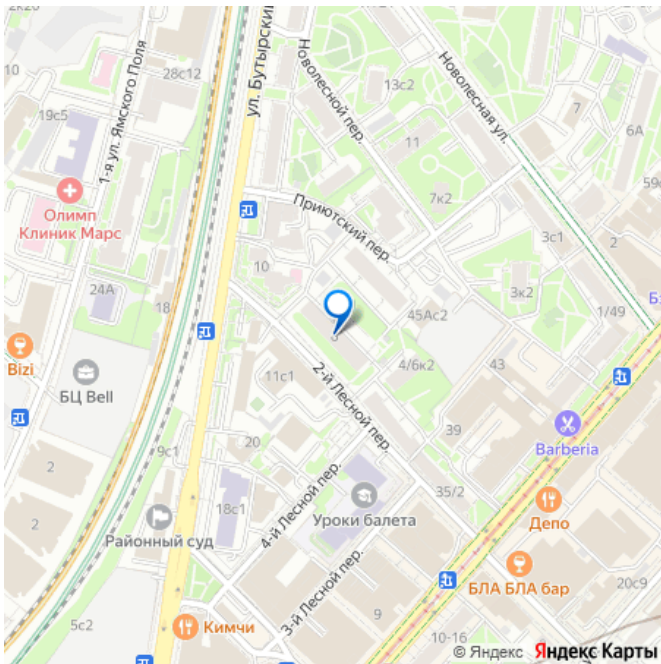 10
28с12
ул. Бутырский
Новолесной пер.
13с2
Новолесная ул.
19с5
1-я ул. Ямского Поля
11
7
6А
Олимп
Клиник Марс
7к2
59
Приютский пер.
3с1
2
10
24А
18
3к2
45Ас2
1/49
Bizi
БЦ Bell
4/6к2
43
11с1
2-й Лесной пер.
39
Barberia
9с1
20
2
35/2
4-й Лесной пер.
2
18с1
Уроки балета
Депо
Районный суд
3-й Лесной пер.
БЛА БЛА бар
20с9
5с2
Кимчи
9
10-16
© Яндекс Яндекс Карты